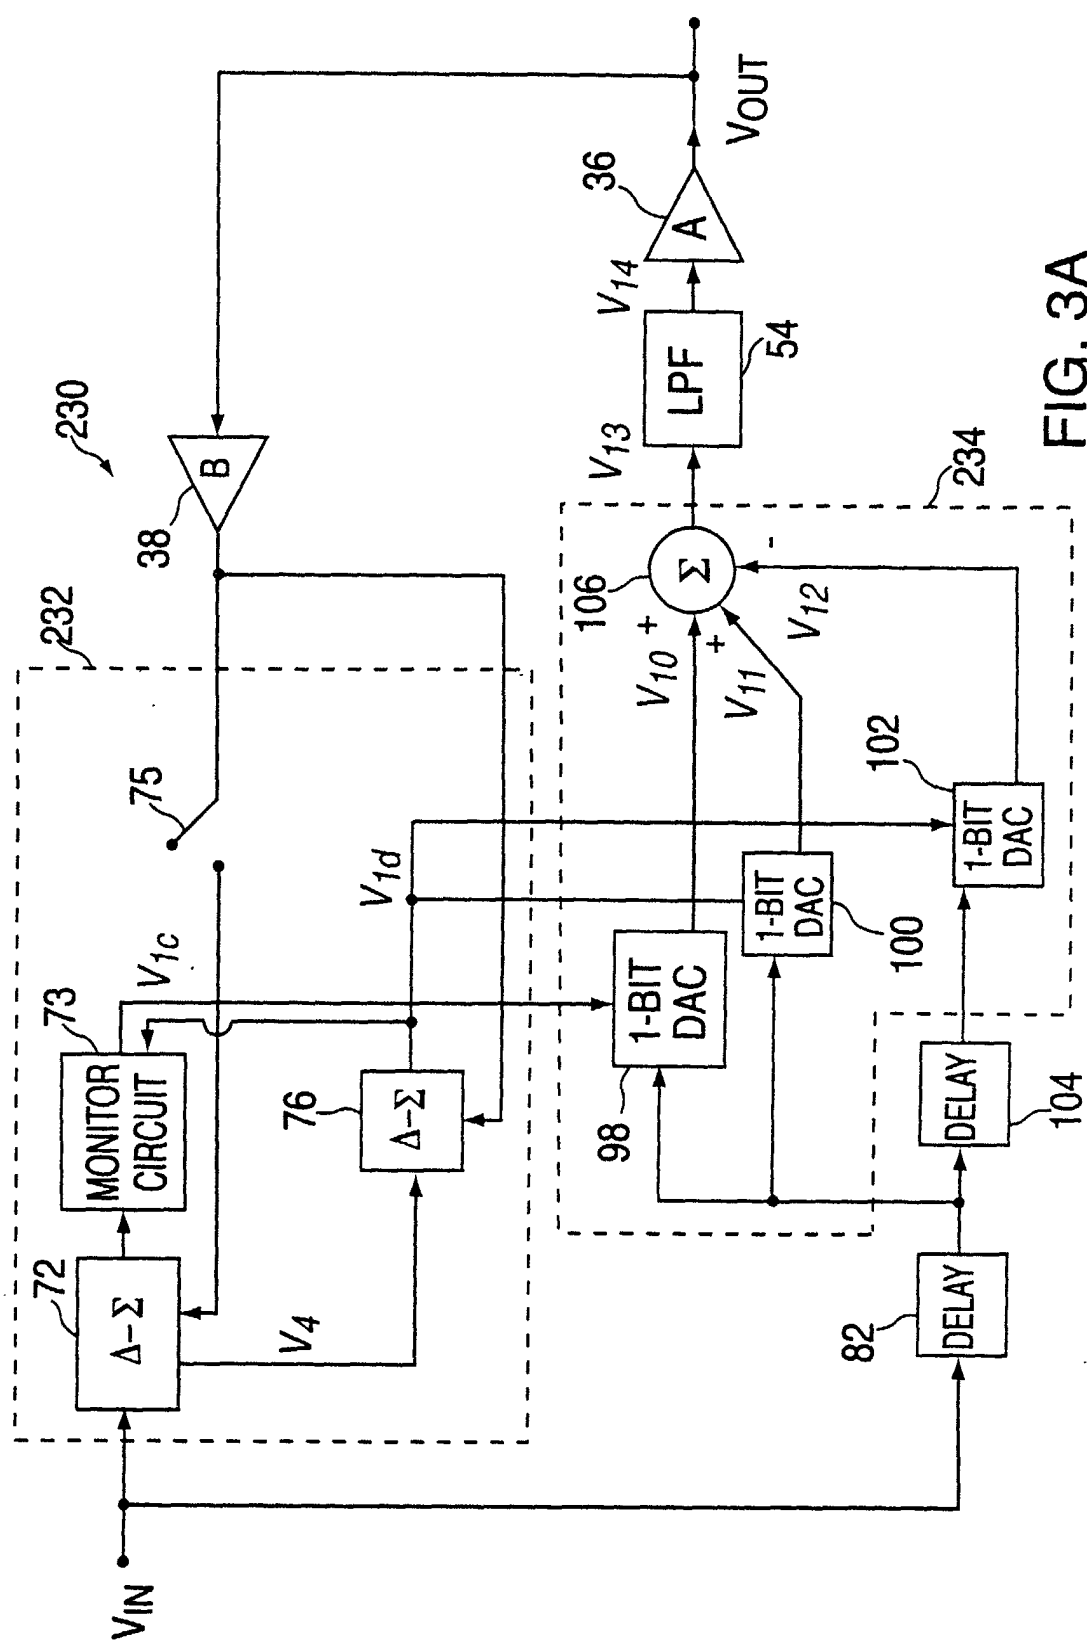 230
232
38
B
75
73
MONITOR
CIRCUIT
V1c
72
Δ-Σ
V4
76
Δ-Σ
V1d
VIN
VOUT
36
A
V14
LPF
54
V13
234
106
Σ
+
+
-
V10
V11
V12
102
1-BIT
DAC
100
1-BIT
DAC
98
1-BIT
DAC
104
DELAY
82
DELAY
FIG. 3A